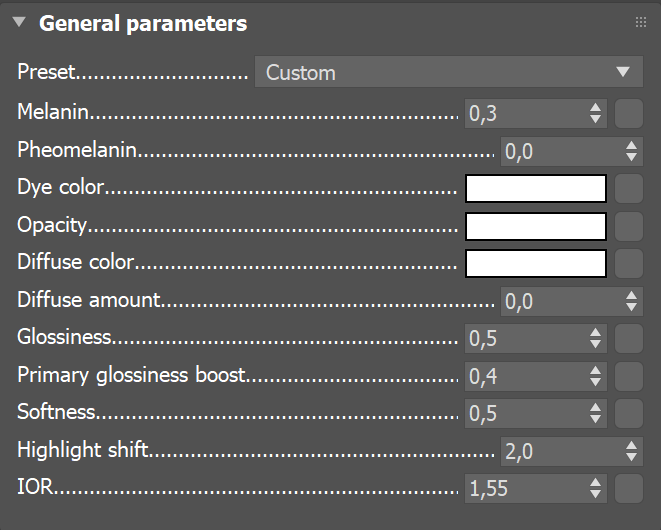 General parameters
Preset............................. Custom
Melanin.............................................................. 0,3
Pheomelanin............................................................ 0,0
Dye color...........................................................
Opacity..............................................................
Diffuse color......................................................
Diffuse amount........................................................ 0,0
Glossiness.......................................................... 0,5
Primary glossiness boost.................................... 0,4
Softness............................................................. 0,5
Highlight shift.......................................................... 2,0
IOR.................................................................... 1,55